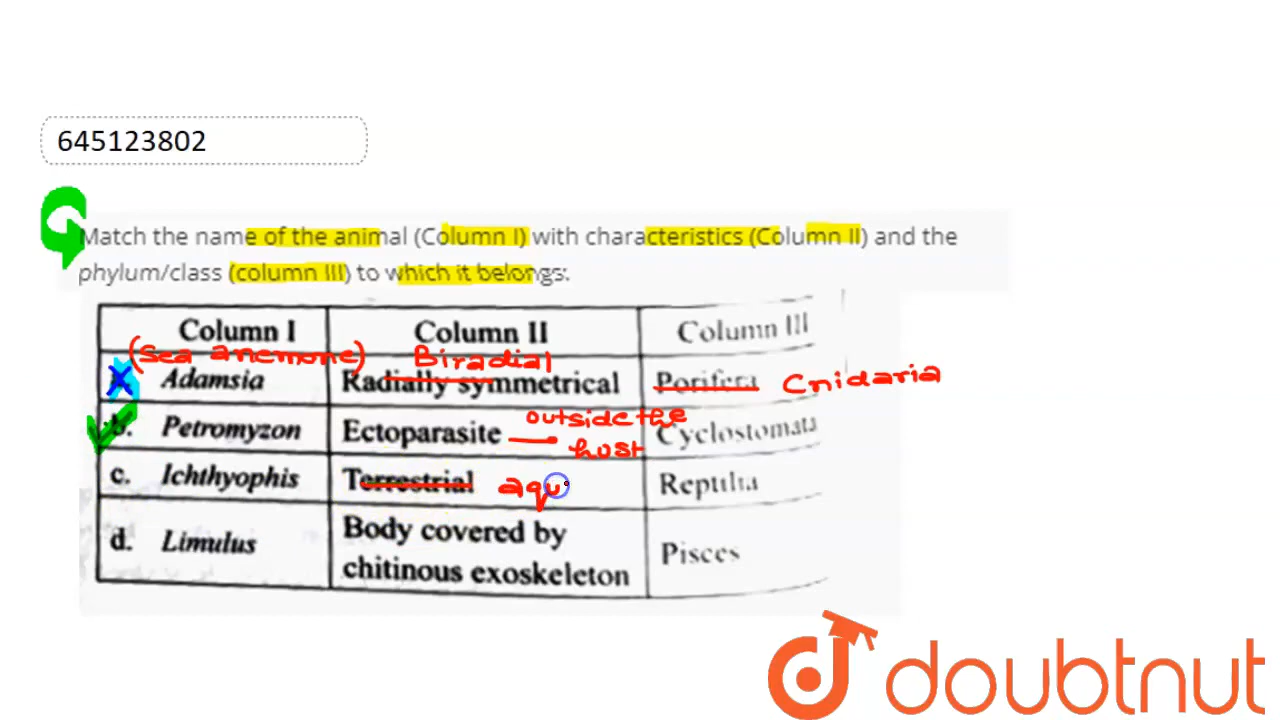 645123802
Match the name of the animal (Column I) with characteristics (Column II) and the
phylum/class (column III) to which it belongs:.
Column I Column II Column III
(Sea anemone) Biradial
Adamsia Radially symmetrical Porifera Cnidaria
b. Petromyzon Ectoparasite outside the host Cyclostomata
c. Ichthyophis Terrestrial aqu Reptilia
d. Limulus Body covered by chitinous exoskeleton Pisces
doubtnut